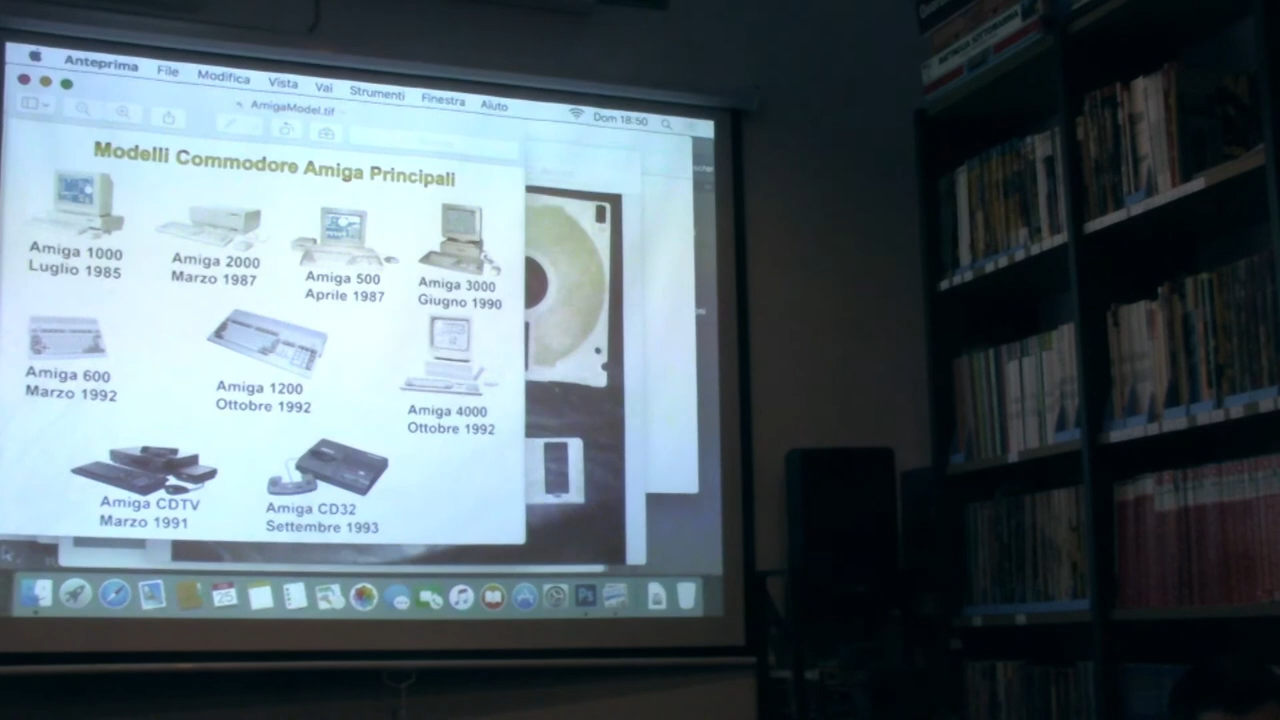 Anteprima File Modifica Vista Vai Strumenti Finestra Aiuto Dom 18:50
AmigaModel.tif
Modelli Commodore Amiga Principali
Amiga 1000
Luglio 1985
Amiga 2000
Marzo 1987
Amiga 500
Aprile 1987
Amiga 3000
Giugno 1990
Amiga 600
Marzo 1992
Amiga 1200
Ottobre 1992
Amiga 4000
Ottobre 1992
Amiga CDTV
Marzo 1991
Amiga CD32
Settembre 1993
25
Ps